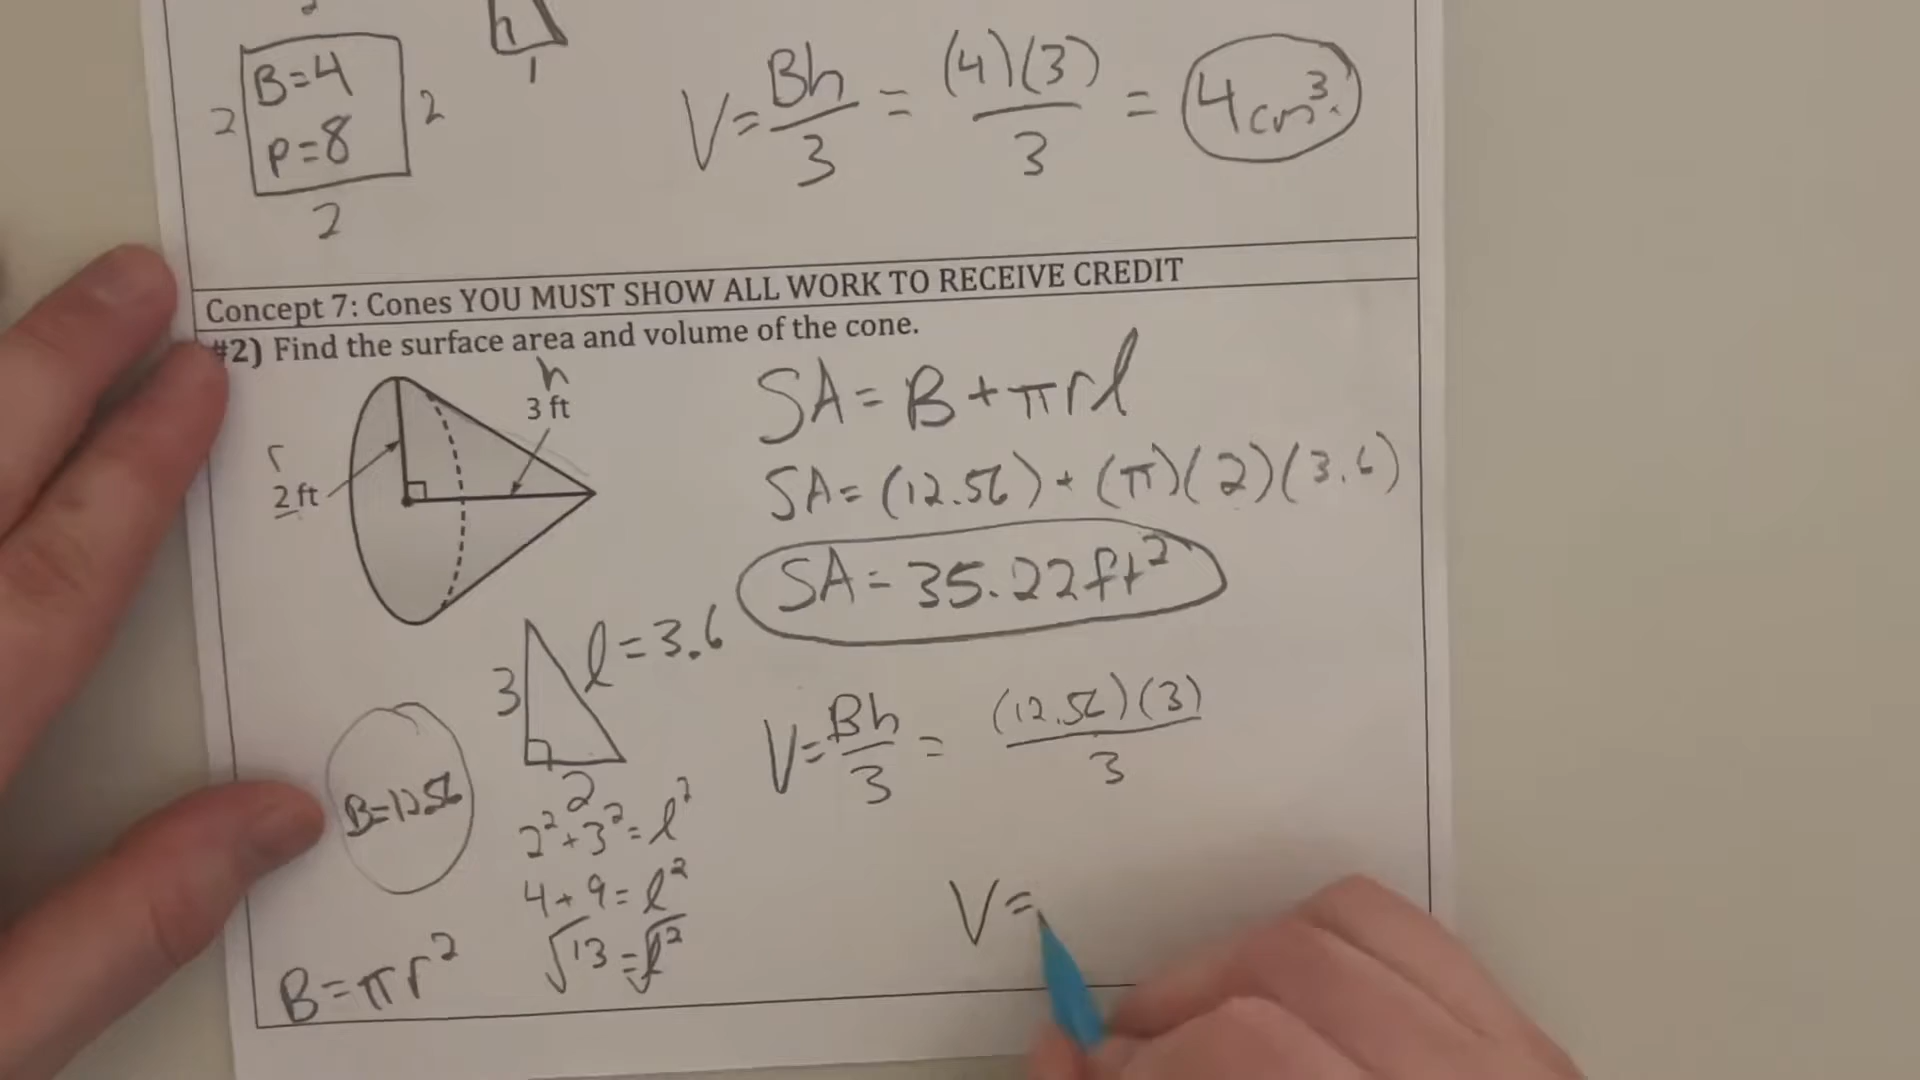 h
1
B=4
p=8
2
2
2
V=Bh/3 = (4)(3)/3 = 4cm³.
Concept 7: Cones YOU MUST SHOW ALL WORK TO RECEIVE CREDIT
#2) Find the surface area and volume of the cone.
h
3 ft
r
2 ft
SA = B + πrl
SA = (12.56) + (π)(2)(3.6)
SA = 35.22ft²
3
l = 3.6
2
V=Bh/3 = (12.56)(3)/3
B=12.56
2²+3²=l²
4+9=l²
√13=√l²
B=πr²
V=